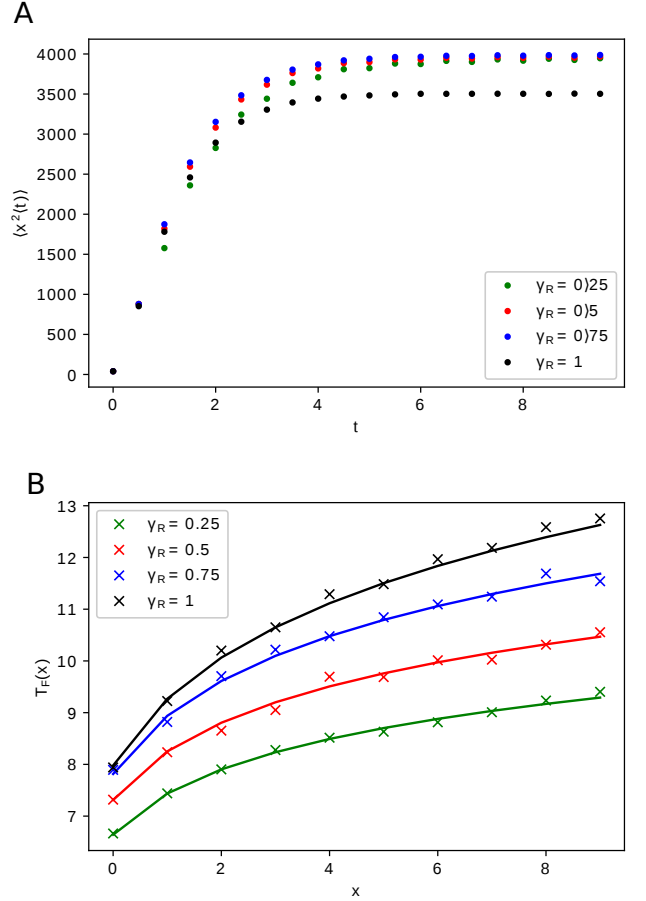 A
4000
3500
3000
2500
2000
1500
1000
500
0
⟨x²⟨t⟩⟩
γR = 0⟩25
γR = 0⟩5
γR = 0⟩75
γR = 1
0 2 4 6 8
t
B
13
12
11
10
9
8
7
TF(x)
γR = 0.25
γR = 0.5
γR = 0.75
γR = 1
0 2 4 6 8
x